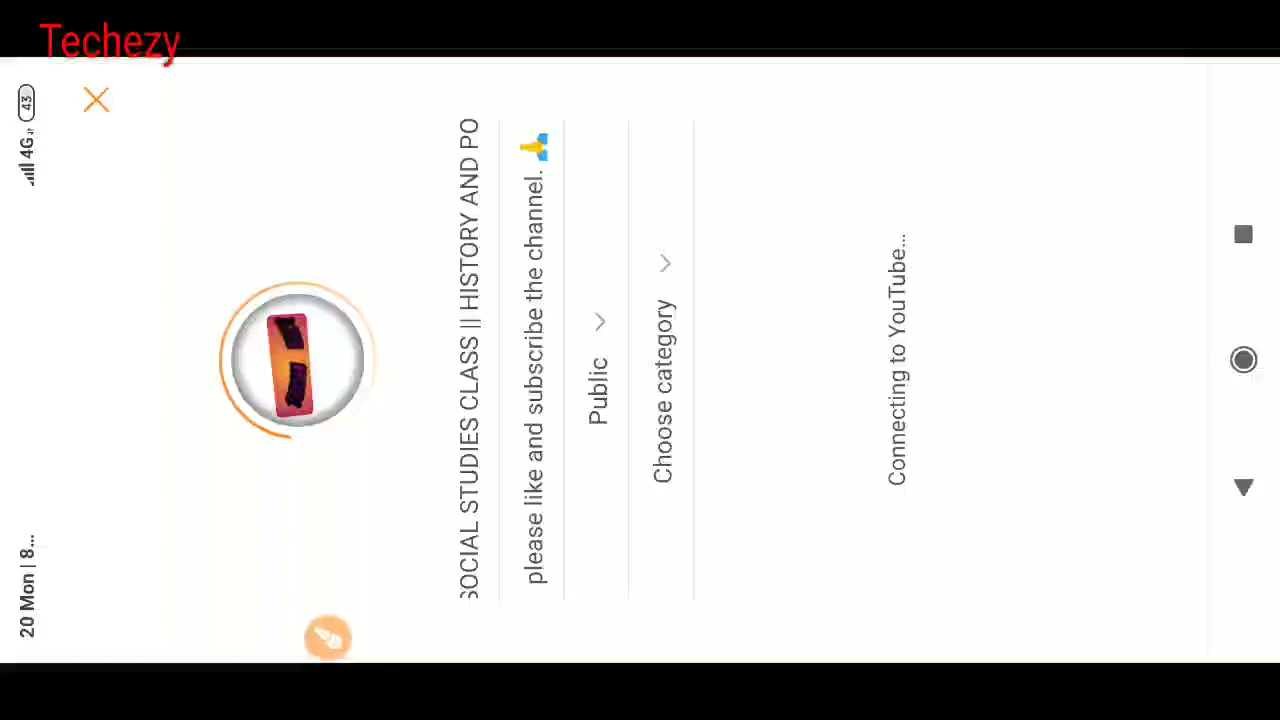 Techezy
20 Mon | 8...
4G
43
SOCIAL STUDIES CLASS || HISTORY AND PO
please like and subscribe the channel. 🙏
Public
Choose category
Connecting to YouTube...